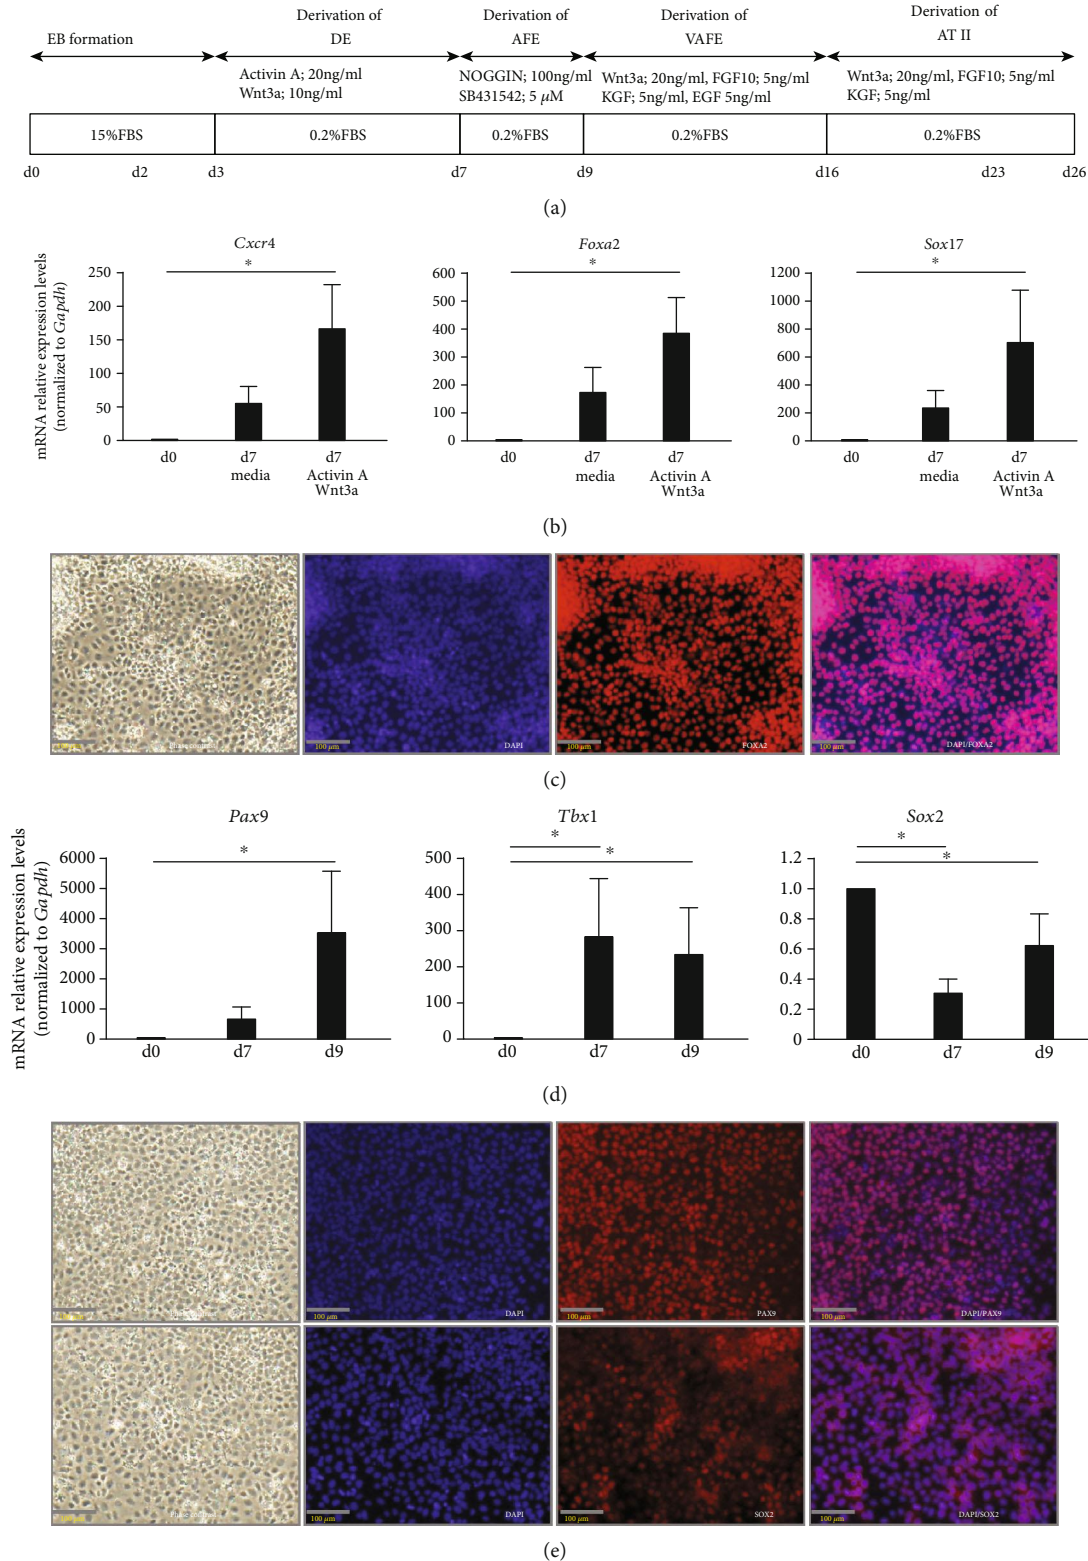 EB formation
Derivation of
DE
Derivation of
AFE
Derivation of
VAFE
Derivation of
AT II
Activin A; 20ng/ml
Wnt3a; 10ng/ml
NOGGIN; 100ng/ml
SB431542; 5 μM
Wnt3a; 20ng/ml, FGF10; 5ng/ml
KGF; 5ng/ml, EGF 5ng/ml
Wnt3a; 20ng/ml, FGF10; 5ng/ml
KGF; 5ng/ml
15%FBS 0.2%FBS 0.2%FBS 0.2%FBS 0.2%FBS
d0 d2 d3 d7 d9 d16 d23 d26
(a)
mRNA relative expression levels
(normalized to Gapdh)
Cxcr4
*
250
200
150
100
50
0
d0 d7 d7
media Activin A
Wnt3a
Foxa2
*
600
500
400
300
200
100
0
d0 d7 d7
media Activin A
Wnt3a
Sox17
*
1200
1000
800
600
400
200
0
d0 d7 d7
media Activin A
Wnt3a
(b)
100 μm Phase contrast
100 μm DAPI
100 μm FOXA2
100 μm DAPI/FOXA2
(c)
mRNA relative expression levels
(normalized to Gapdh)
Pax9
*
6000
5000
4000
3000
2000
1000
0
d0 d7 d9
Tbx1
*
*
500
400
300
200
100
0
d0 d7 d9
Sox2
*
*
1.2
1.0
0.8
0.6
0.4
0.2
0
d0 d7 d9
(d)
100 μm
100 μm DAPI
100 μm PAX9
100 μm DAPI/PAX9
100 μm Phase contrast
100 μm DAPI
100 μm SOX2
100 μm DAPI/SOX2
(e)